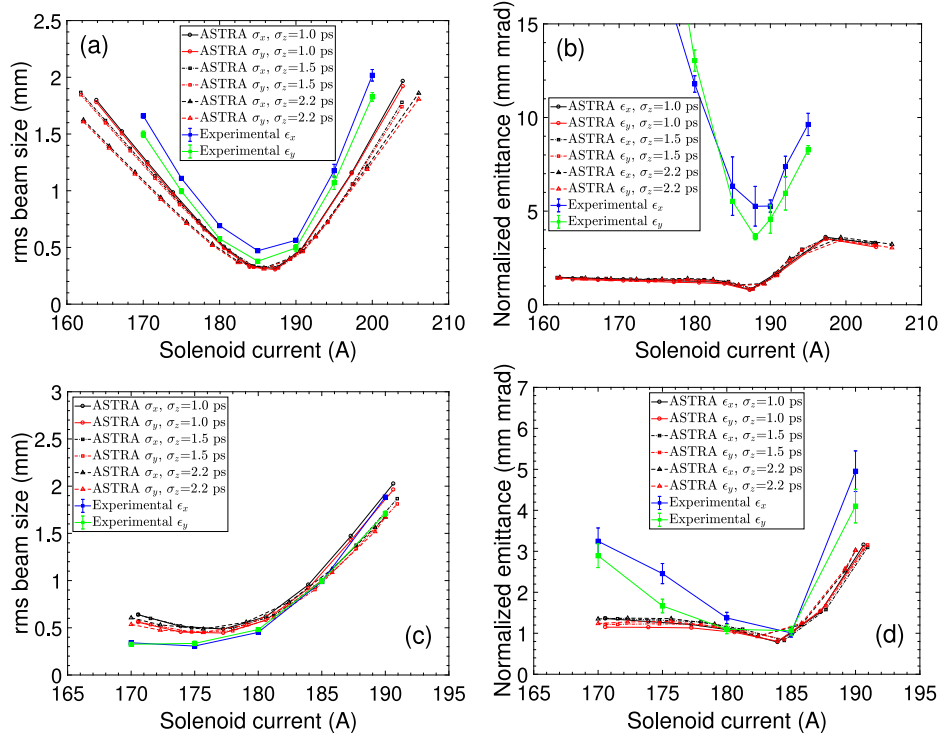 (a)
ASTRA σx, σz=1.0 ps
ASTRA σy, σz=1.0 ps
ASTRA σx, σz=1.5 ps
ASTRA σy, σz=1.5 ps
ASTRA σx, σz=2.2 ps
ASTRA σy, σz=2.2 ps
Experimental ϵx
Experimental ϵy
rms beam size (mm)
0
0.5
1
1.5
2
2.5
160 170 180 190 200 210
Solenoid current (A)
(b)
ASTRA ϵx, σz=1.0 ps
ASTRA ϵy, σz=1.0 ps
ASTRA ϵx, σz=1.5 ps
ASTRA ϵy, σz=1.5 ps
ASTRA ϵx, σz=2.2 ps
ASTRA ϵy, σz=2.2 ps
Experimental ϵx
Experimental ϵy
Normalized emittance (mm mrad)
0
5
10
15
160 170 180 190 200 210
Solenoid current (A)
(c)
ASTRA σx, σz=1.0 ps
ASTRA σy, σz=1.0 ps
ASTRA σx, σz=1.5 ps
ASTRA σy, σz=1.5 ps
ASTRA σx, σz=2.2 ps
ASTRA σy, σz=2.2 ps
Experimental ϵx
Experimental ϵy
rms beam size (mm)
0
0.5
1
1.5
2
2.5
3
165 170 175 180 185 190 195
Solenoid current (A)
(d)
ASTRA ϵx, σz=1.0 ps
ASTRA ϵy, σz=1.0 ps
ASTRA ϵx, σz=1.5 ps
ASTRA ϵy, σz=1.5 ps
ASTRA ϵx, σz=2.2 ps
ASTRA ϵy, σz=2.2 ps
Experimental ϵx
Experimental ϵy
Normalized emittance (mm mrad)
0
1
2
3
4
5
6
7
165 170 175 180 185 190 195
Solenoid current (A)